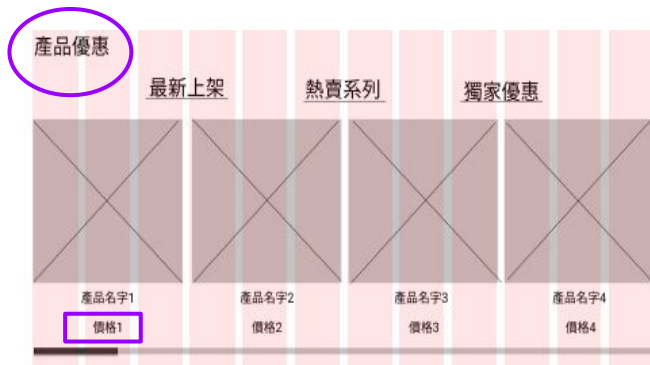 產品優惠
最新上架 熱賣系列 獨家優惠
產品名字1 產品名字2 產品名字3 產品名字4
價格1 價格2 價格3 價格4